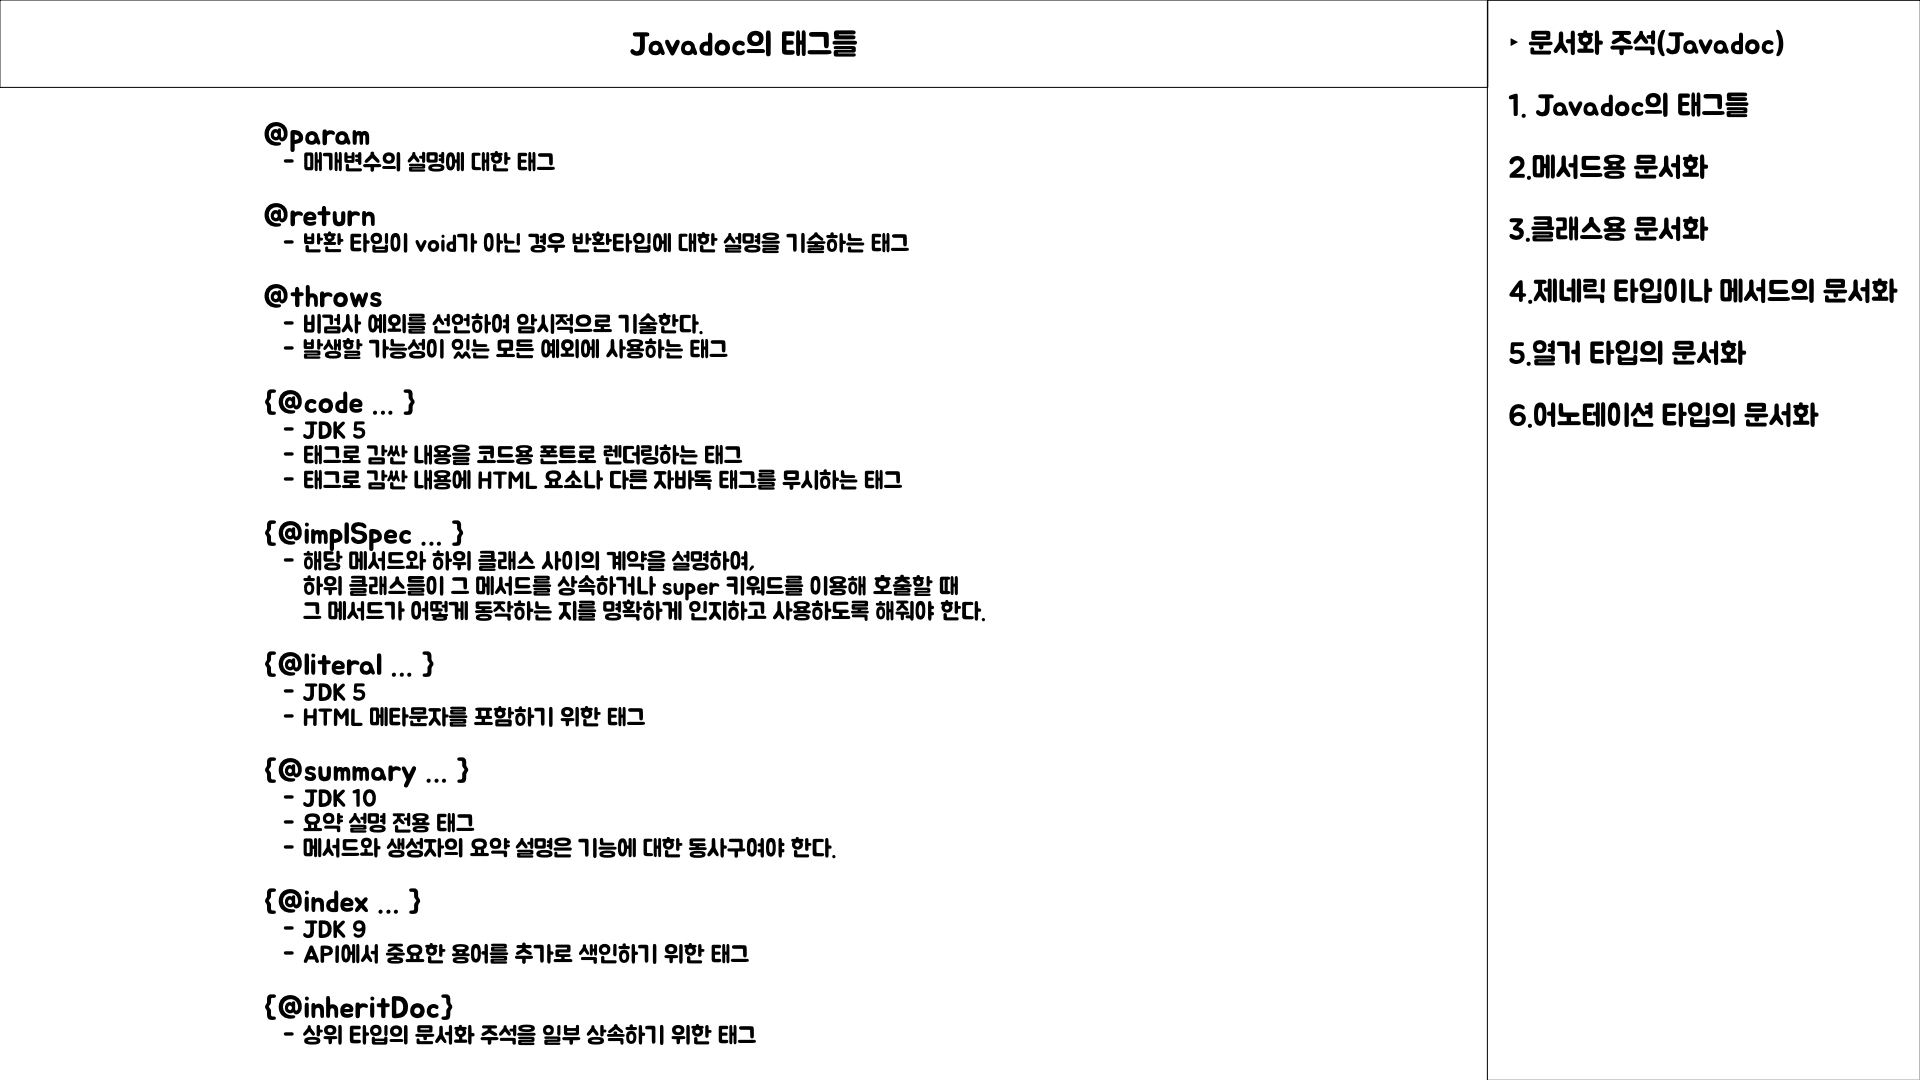 Javadoc의 태그들
@param
- 매개변수의 설명에 대한 태그
@return
- 반환 타입이 void가 아닌 경우 반환타입에 대한 설명을 기술하는 태그
@throws
- 비검사 예외를 선언하여 암시적으로 기술한다.
- 발생할 가능성이 있는 모든 예외에 사용하는 태그
{@code ... }
- JDK 5
- 태그로 감싼 내용을 코드용 폰트로 렌더링하는 태그
- 태그로 감싼 내용에 HTML 요소나 다른 자바독 태그를 무시하는 태그
{@implSpec ... }
- 해당 메서드와 하위 클래스 사이의 계약을 설명하여,
하위 클래스들이 그 메서드를 상속하거나 super 키워드를 이용해 호출할 때
그 메서드가 어떻게 동작하는 지를 명확하게 인지하고 사용하도록 해줘야 한다.
{@literal ... }
- JDK 5
- HTML 메타문자를 포함하기 위한 태그
{@summary ... }
- JDK 10
- 요약 설명 전용 태그
- 메서드와 생성자의 요약 설명은 기능에 대한 동사구여야 한다.
{@index ... }
- JDK 9
- API에서 중요한 용어를 추가로 색인하기 위한 태그
{@inheritDoc}
- 상위 타입의 문서화 주석을 일부 상속하기 위한 태그
‣ 문서화 주석(Javadoc)
1. Javadoc의 태그들
2.메서드용 문서화
3.클래스용 문서화
4.제네릭 타입이나 메서드의 문서화
5.열거 타입의 문서화
6.어노테이션 타입의 문서화